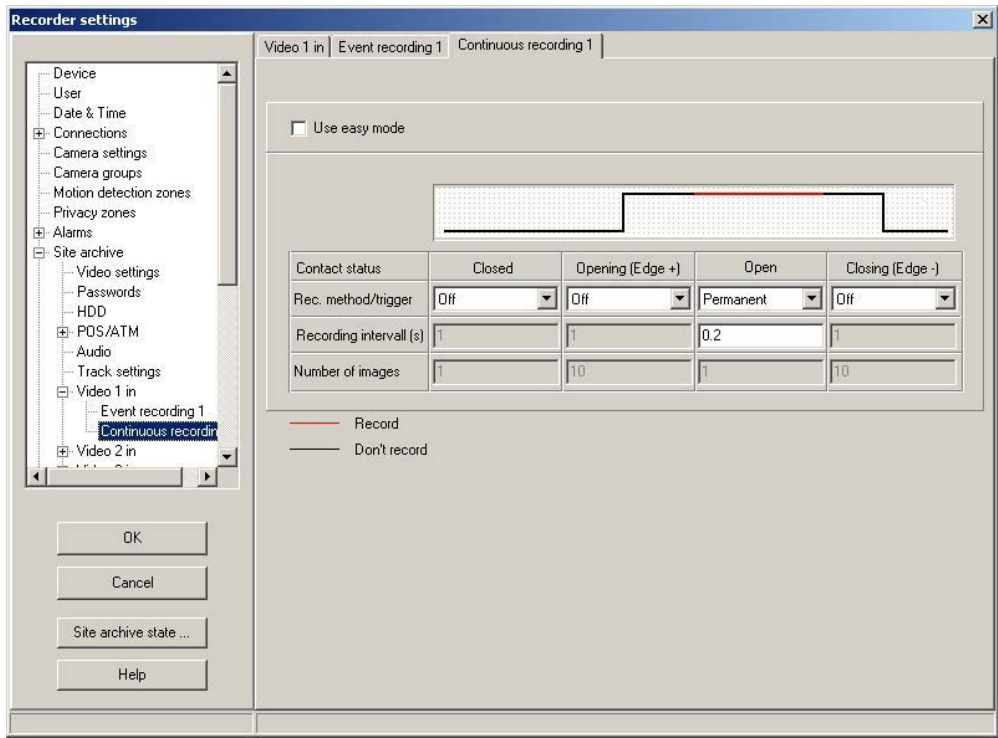 Recorder settings
Video 1 in Event recording 1 Continuous recording 1
Device
User
Date & Time
Connections
Camera settings
Camera groups
Motion detection zones
Privacy zones
Alarms
Site archive
Video settings
Passwords
HDD
POS/ATM
Audio
Track settings
Video 1 in
Event recording 1
Continuous recordin
Video 2 in
OK
Cancel
Site archive state ...
Help
Use easy mode
Contact status Closed Opening (Edge +) Open Closing (Edge -)
Rec. method/trigger Off Off Permanent Off
Recording intervall (s) 1 1 0.2 1
Number of images 1 10 1 10
Record
Don't record